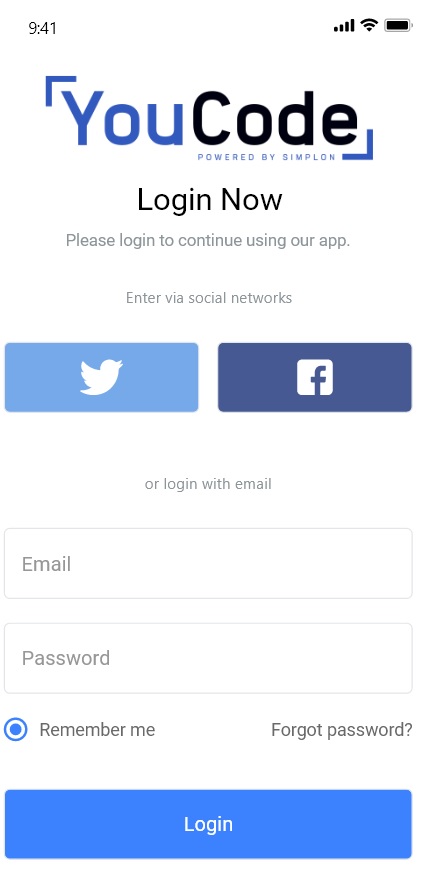 9:41
YouCode
POWERED BY SIMPLON
Login Now
Please login to continue using our app.
Enter via social networks
or login with email
Email
Password
Remember me Forgot password?
Login